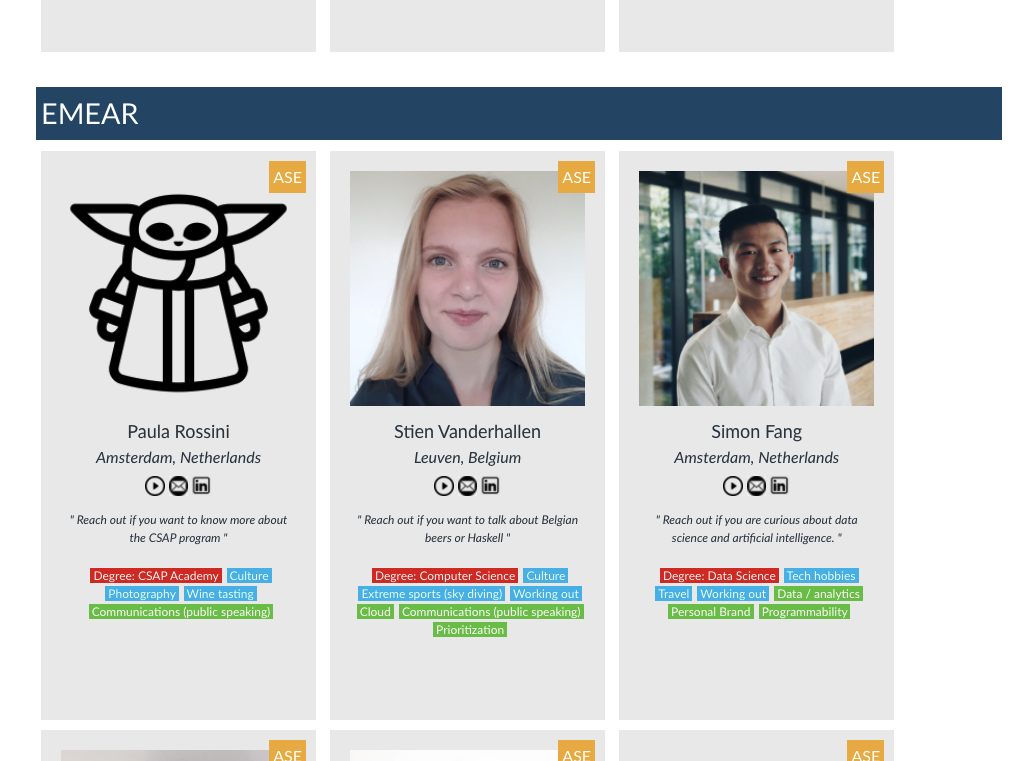 EMEAR
ASE
Paula Rossini
Amsterdam, Netherlands
in
" Reach out if you want to know more about
the CSAP program "
Degree: CSAP Academy Culture
Photography Wine tasting
Communications (public speaking)
ASE
Stien Vanderhallen
Leuven, Belgium
in
" Reach out if you want to talk about Belgian
beers or Haskell "
Degree: Computer Science Culture
Extreme sports (sky diving) Working out
Cloud Communications (public speaking)
Prioritization
ASE
Simon Fang
Amsterdam, Netherlands
in
" Reach out if you are curious about data
science and artificial intelligence. "
Degree: Data Science Tech hobbies
Travel Working out Data / analytics
Personal Brand Programmability
ASE
ASE
ASE